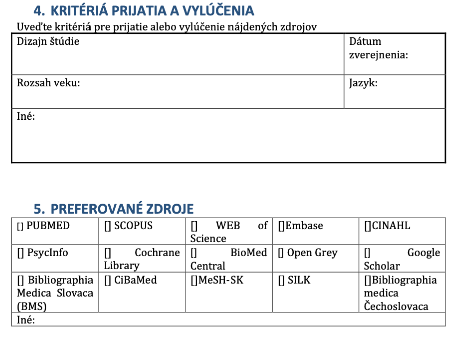 4. KRITÉRIÁ PRIJATIA A VYLÚČENIA
Uveďte kritériá pre prijatie alebo vylúčenie nájdených zdrojov
Dizajn štúdie
Dátum
zverejnenia:
Rozsah veku:
Jazyk:
Iné:
5. PREFEROVANÉ ZDROJE
[] PUBMED
[] SCOPUS
[] WEB of
Science
[]Embase
[]CINAHL
[] PsycInfo
[] Cochrane
Library
[] BioMed
Central
[] Open Grey
[] Google
Scholar
[] Bibliographia
Medica Slovaca
(BMS)
[] CiBaMed
[]MeSH-SK
[] SILK
[]Bibliographia
medica
Čechoslovaca
Iné: